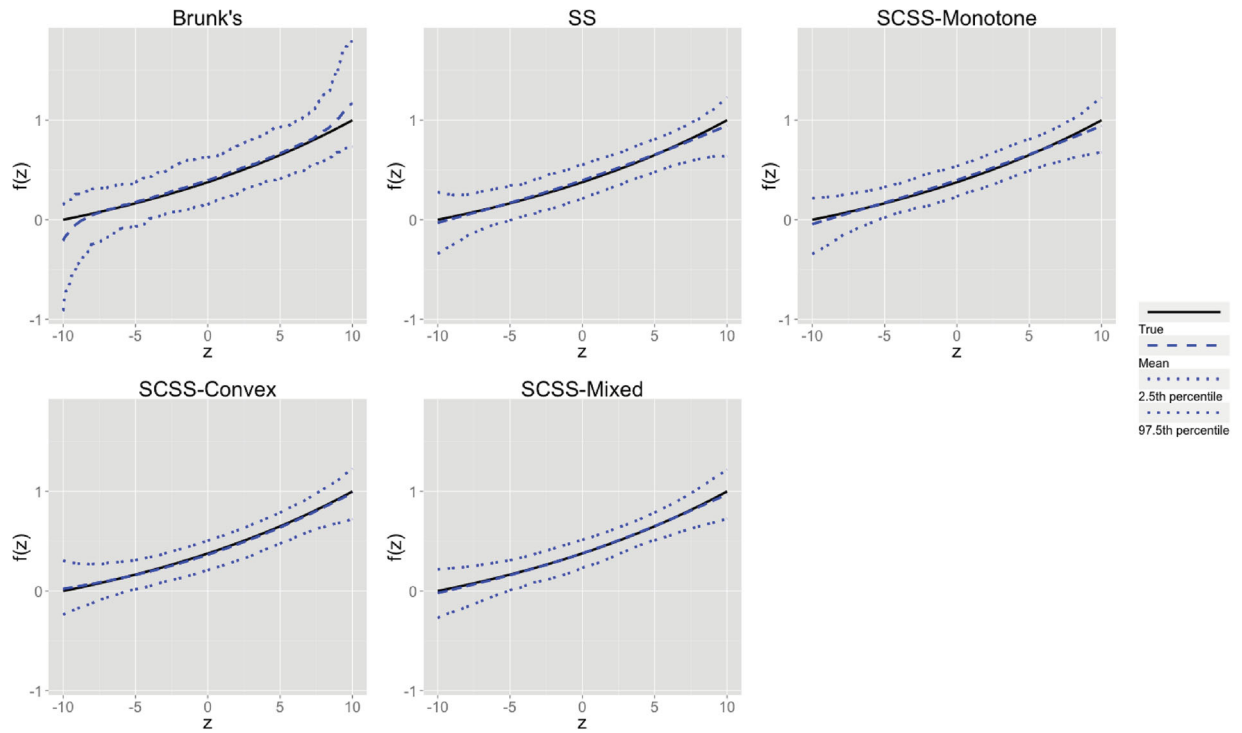 Brunk's
SS
SCSS-Monotone
f(z)
1
0
-1
-10 -5 0 5 10
z
f(z)
1
0
-1
-10 -5 0 5 10
z
f(z)
1
0
-1
-10 -5 0 5 10
z
True
Mean
2.5th percentile
97.5th percentile
SCSS-Convex
SCSS-Mixed
f(z)
1
0
-1
-10 -5 0 5 10
z
f(z)
1
0
-1
-10 -5 0 5 10
z